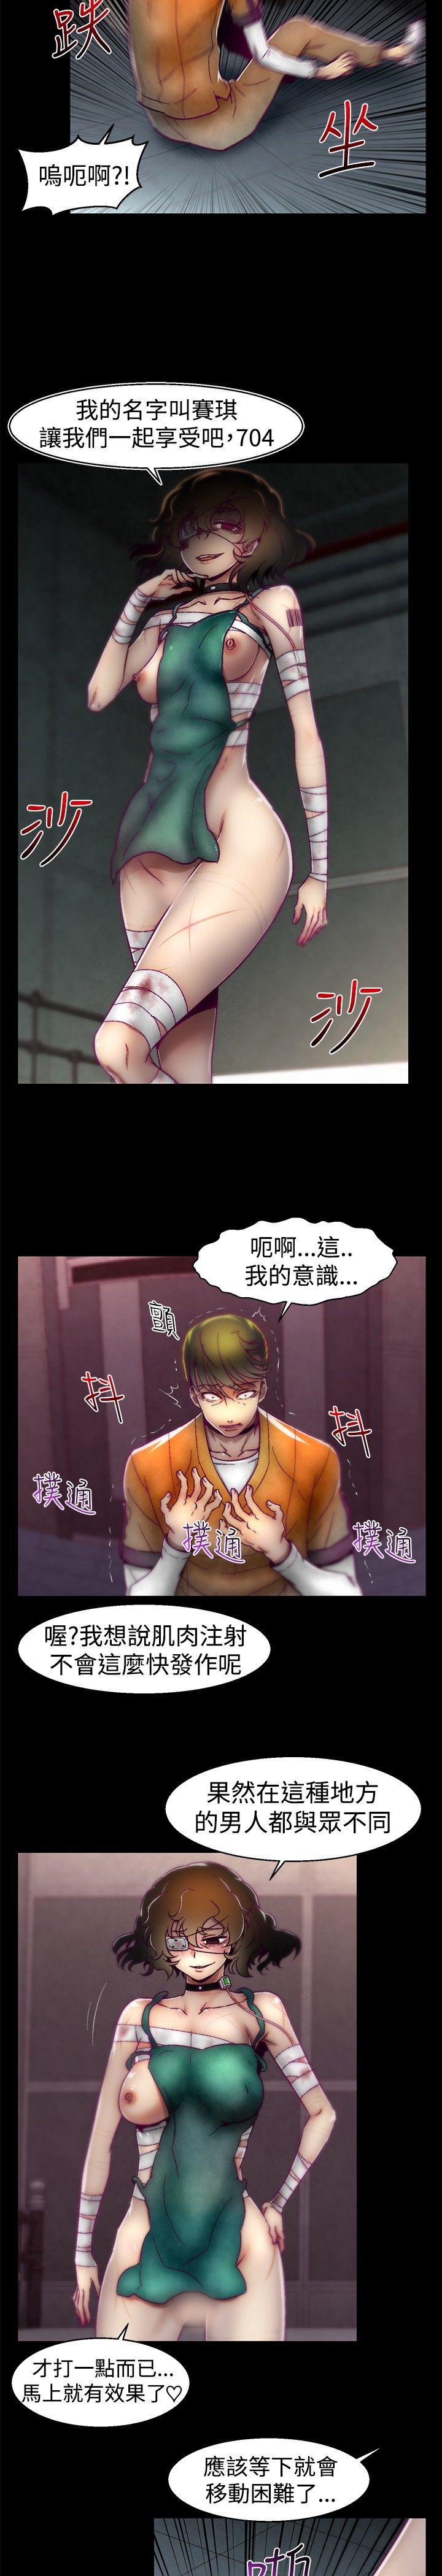 跌
坐
嗚呃啊?!
我的名字叫賽琪
讓我們一起享受吧，704
沙
沙
呃啊...這..
我的意識...
顫
抖
抖
撲通
撲通
撲通
喔?我想說肌肉注射
不會這麼快發作呢
果然在這種地方
的男人都與眾不同
才打一點而已...
馬上就有效果了♡
應該等下就會
移動困難了...